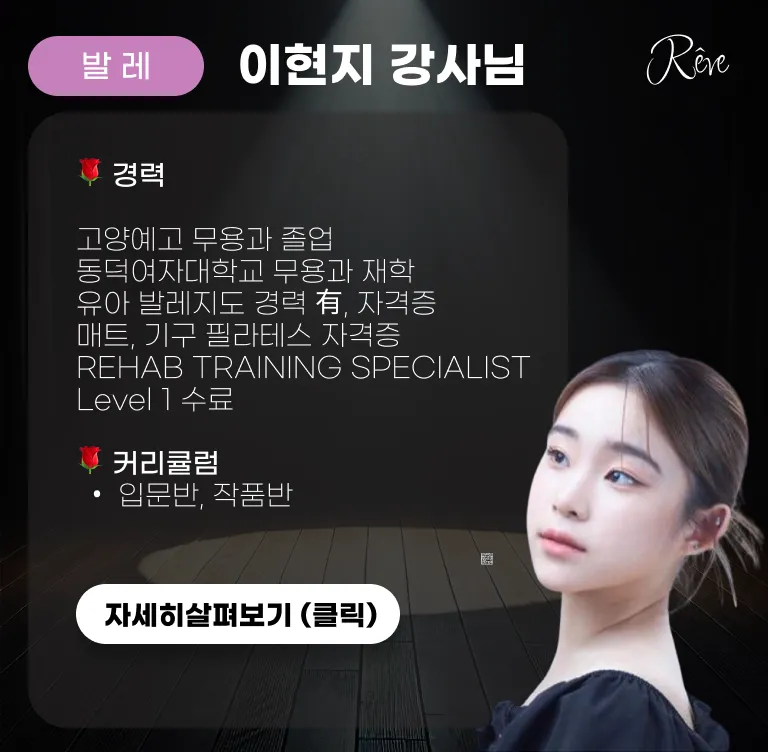 발 레
이현지 강사님
Rêve
경력
고양예고 무용과 졸업
동덕여자대학교 무용과 재학
유아 발레지도 경력 有, 자격증
매트, 기구 필라테스 자격증
REHAB TRAINING SPECIALIST
Level 1 수료
커리큘럼
• 입문반, 작품반
자세히살펴보기 (클릭)